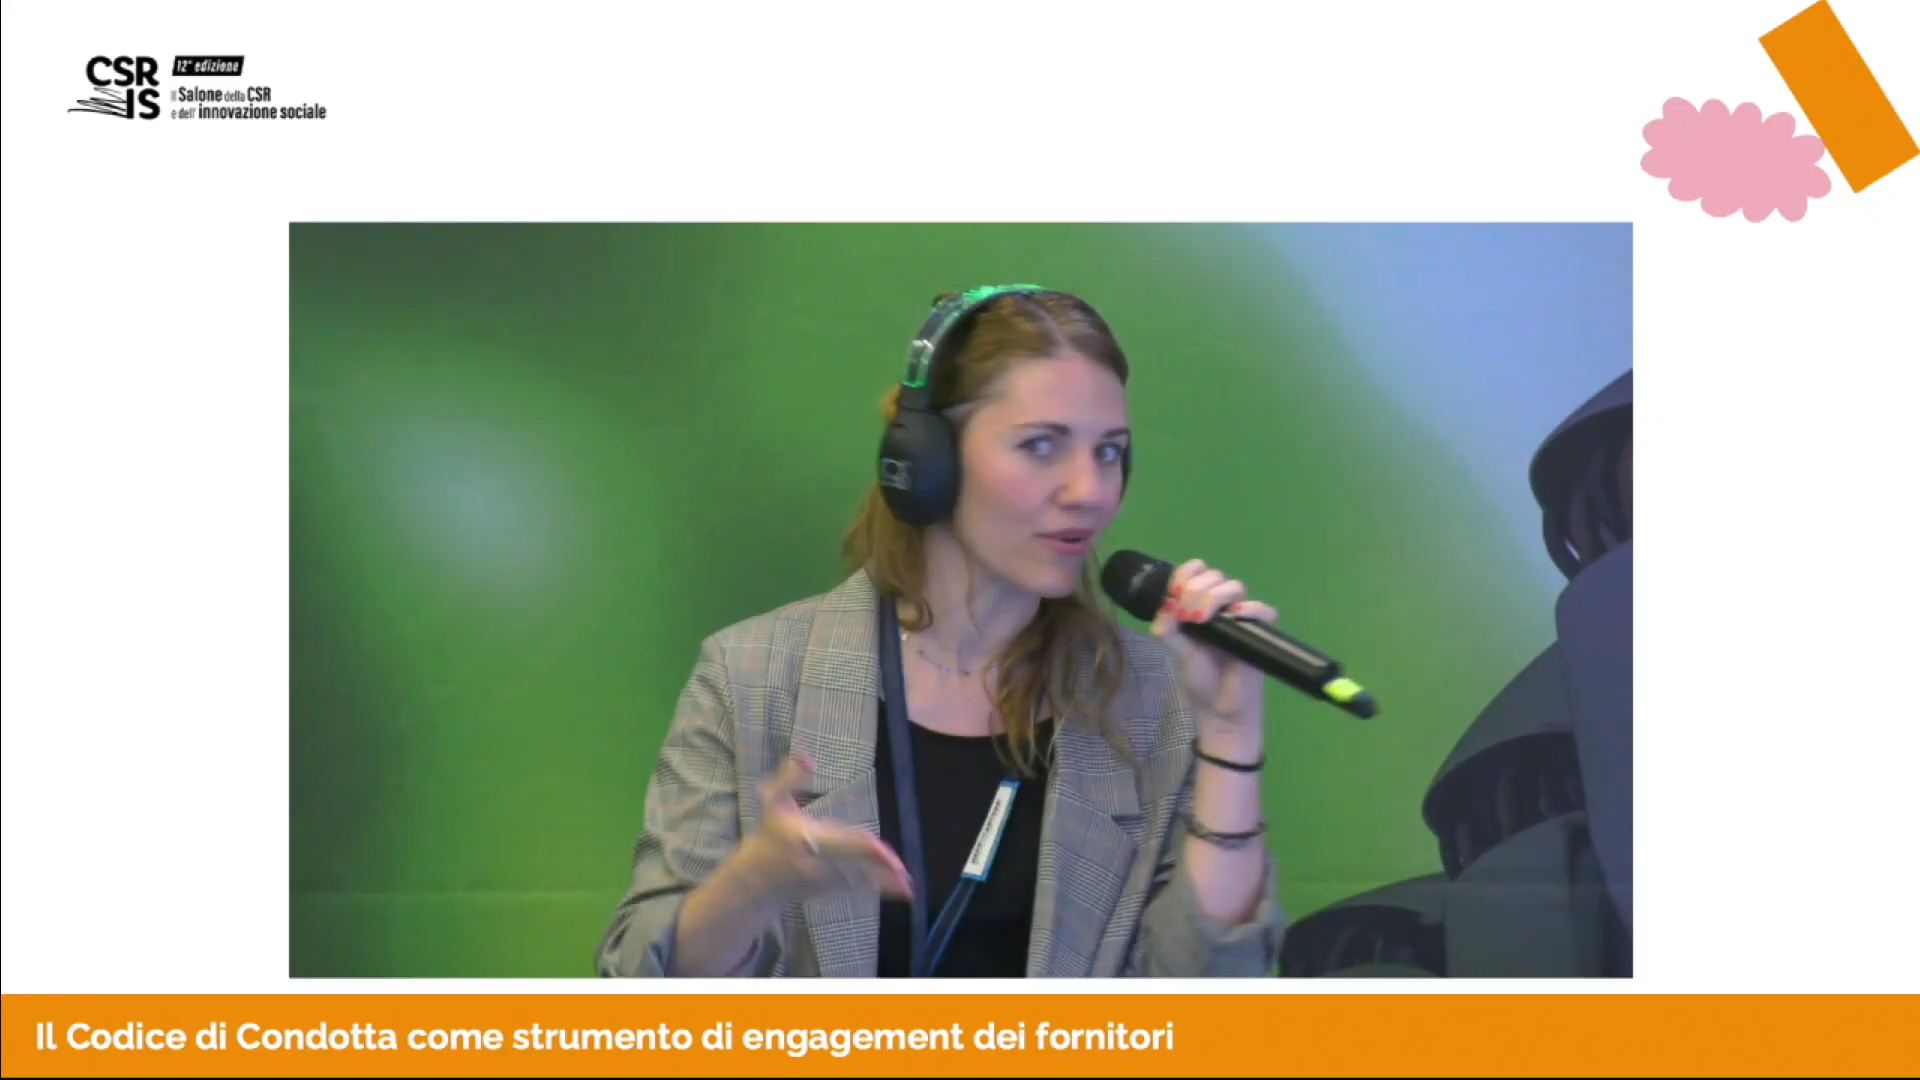 CSR
IS
12ª edizione
Il Salone della CSR
e dell'innovazione sociale
Il Codice di Condotta come strumento di engagement dei fornitori